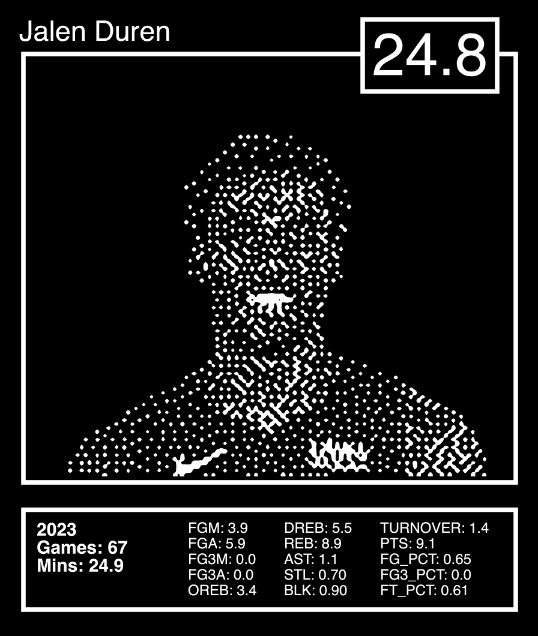 Jalen Duren
24.8
2023
Games: 67
Mins: 24.9
FGM: 3.9
FGA: 5.9
FG3M: 0.0
FG3A: 0.0
OREB: 3.4
DREB: 5.5
REB: 8.9
AST: 1.1
STL: 0.70
BLK: 0.90
TURNOVER: 1.4
PTS: 9.1
FG_PCT: 0.65
FG3_PCT: 0.0
FT_PCT: 0.61